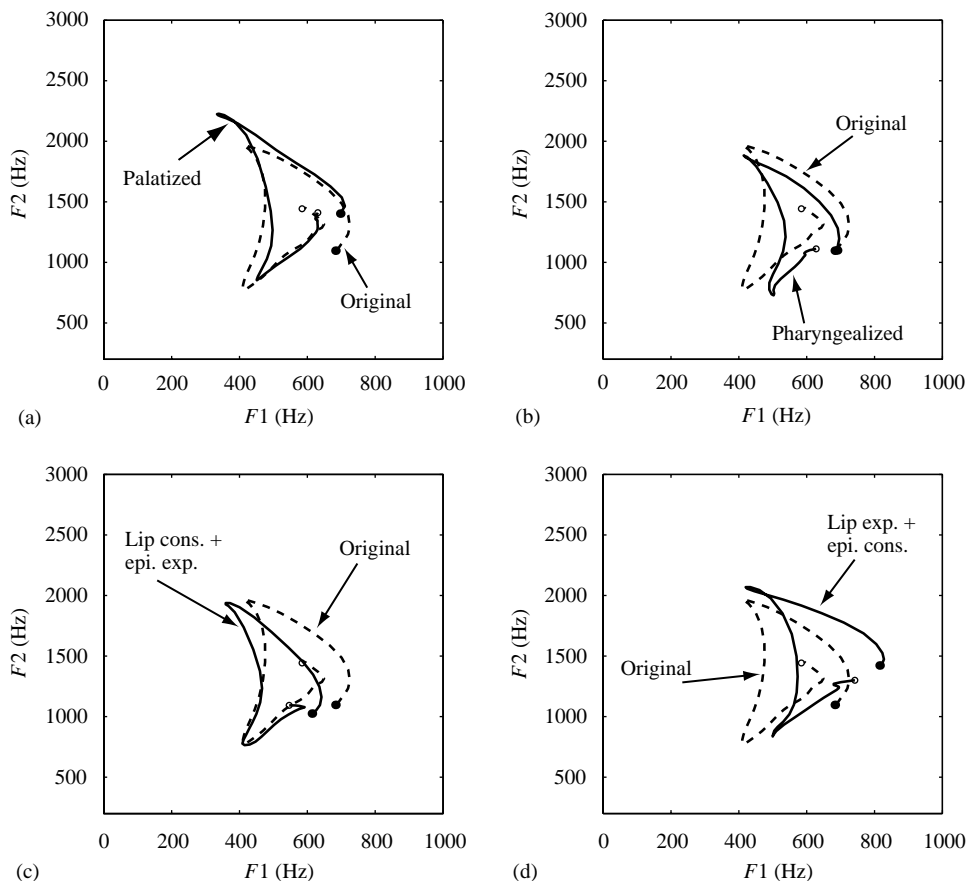 3000
2500
2000
1500
1000
500
F2 (Hz)
Palatized
Original
0 200 400 600 800 1000
(a)
F1 (Hz)
3000
2500
2000
1500
1000
500
F2 (Hz)
Original
Pharyngealized
0 200 400 600 800 1000
(b)
F1 (Hz)
3000
2500
2000
1500
1000
500
F2 (Hz)
Lip cons. +
epi. exp.
Original
0 200 400 600 800 1000
(c)
F1 (Hz)
3000
2500
2000
1500
1000
500
F2 (Hz)
Lip exp. +
epi. cons.
Original
0 200 400 600 800 1000
(d)
F1 (Hz)